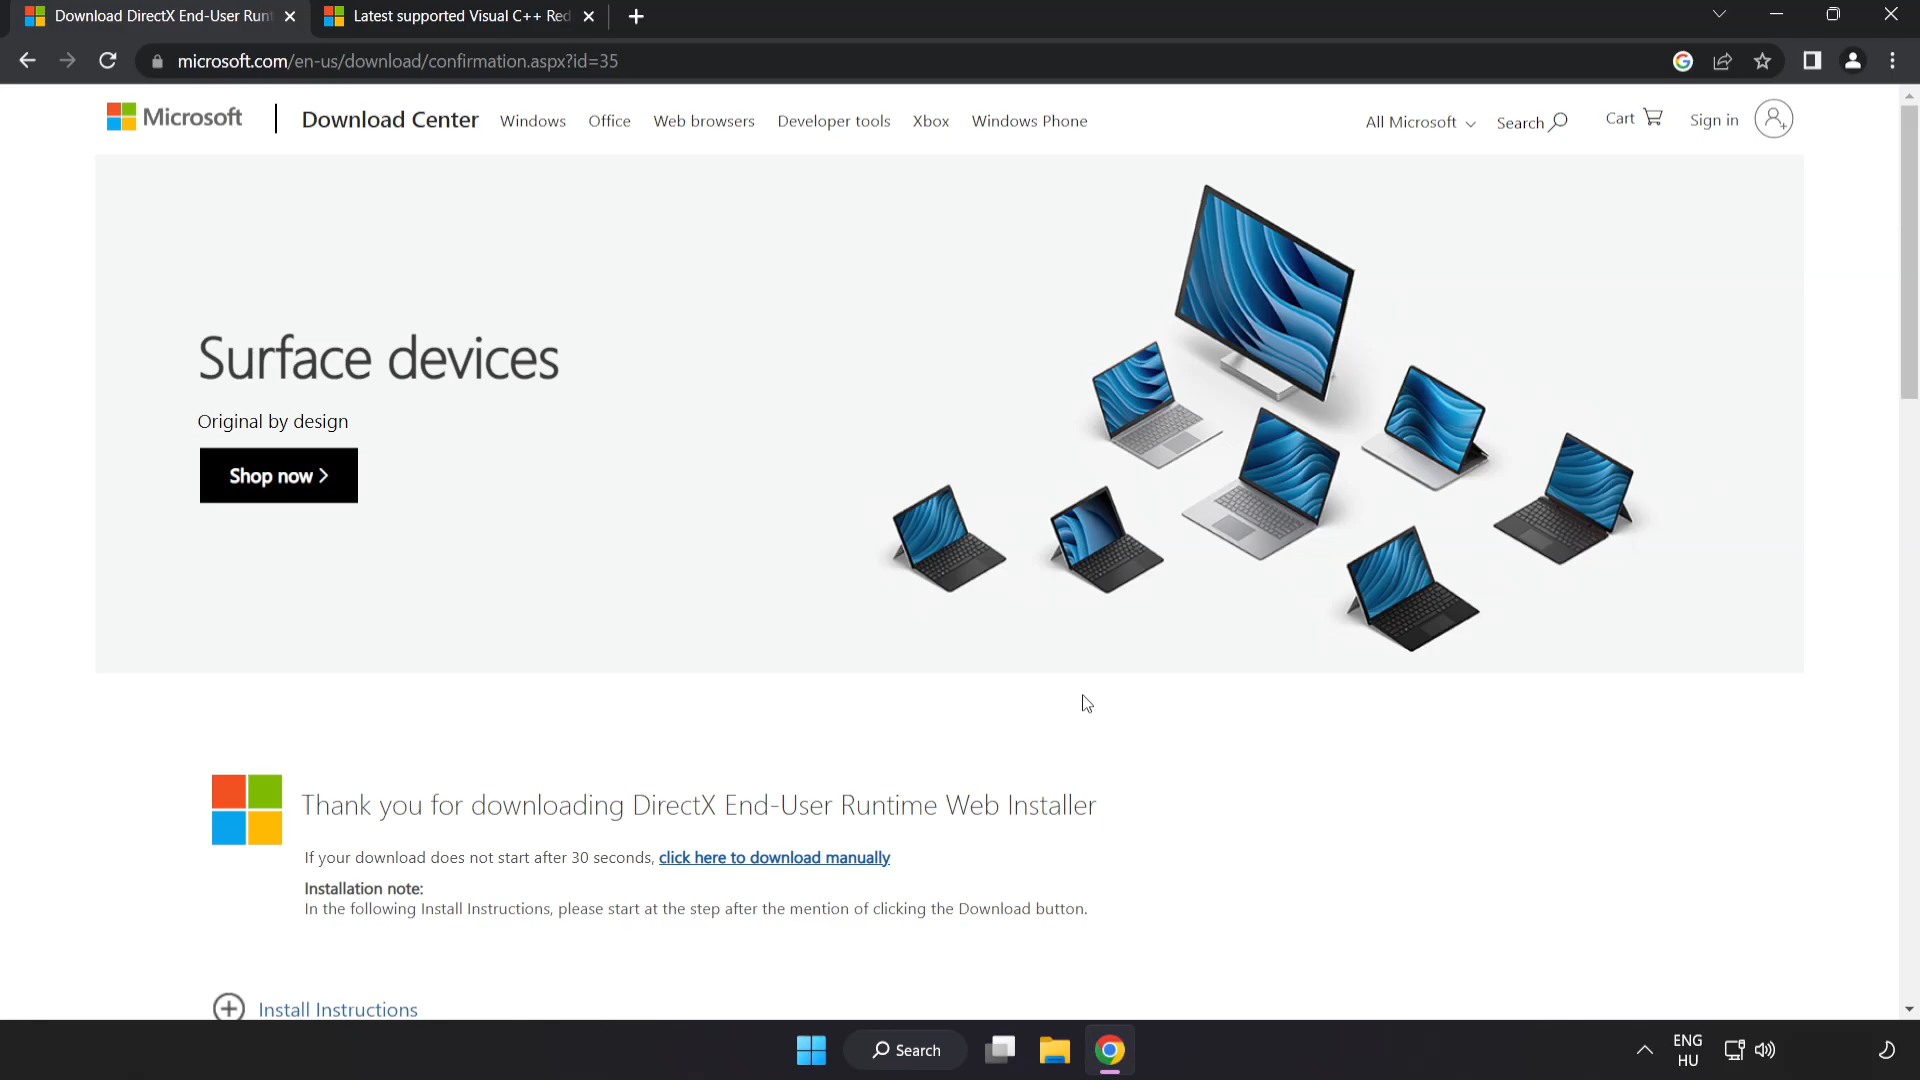 Download DirectX End-User Runt
Latest supported Visual C++ Red
microsoft.com/en-us/download/confirmation.aspx?id=35
Microsoft
Download Center
Windows
Office
Web browsers
Developer tools
Xbox
Windows Phone
All Microsoft
Search
Cart
Sign in
Surface devices
Original by design
Shop now >
Thank you for downloading DirectX End-User Runtime Web Installer
If your download does not start after 30 seconds, click here to download manually
Installation note:
In the following Install Instructions, please start at the step after the mention of clicking the Download button.
Install Instructions
Search
ENG
HU